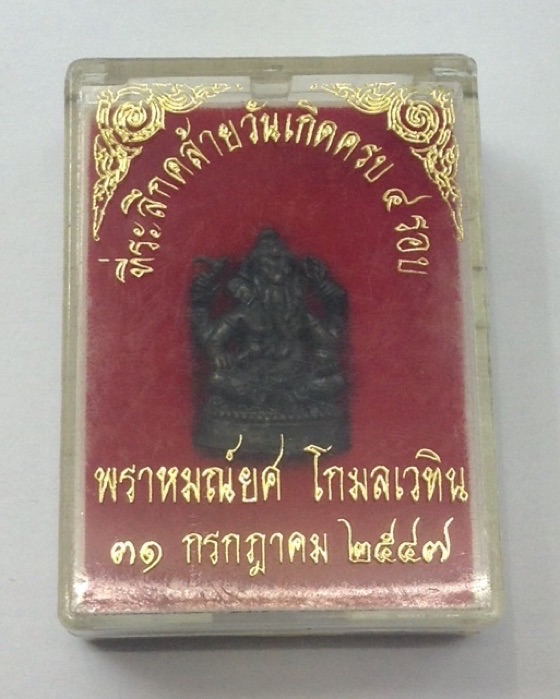 ที่ระลึกคล้ายวันเกิดครบ ๔ รอบ
พราหมณ์ยศ โกมลเวทิน
๓๑ กรกฎาคม ๒๕๔๗